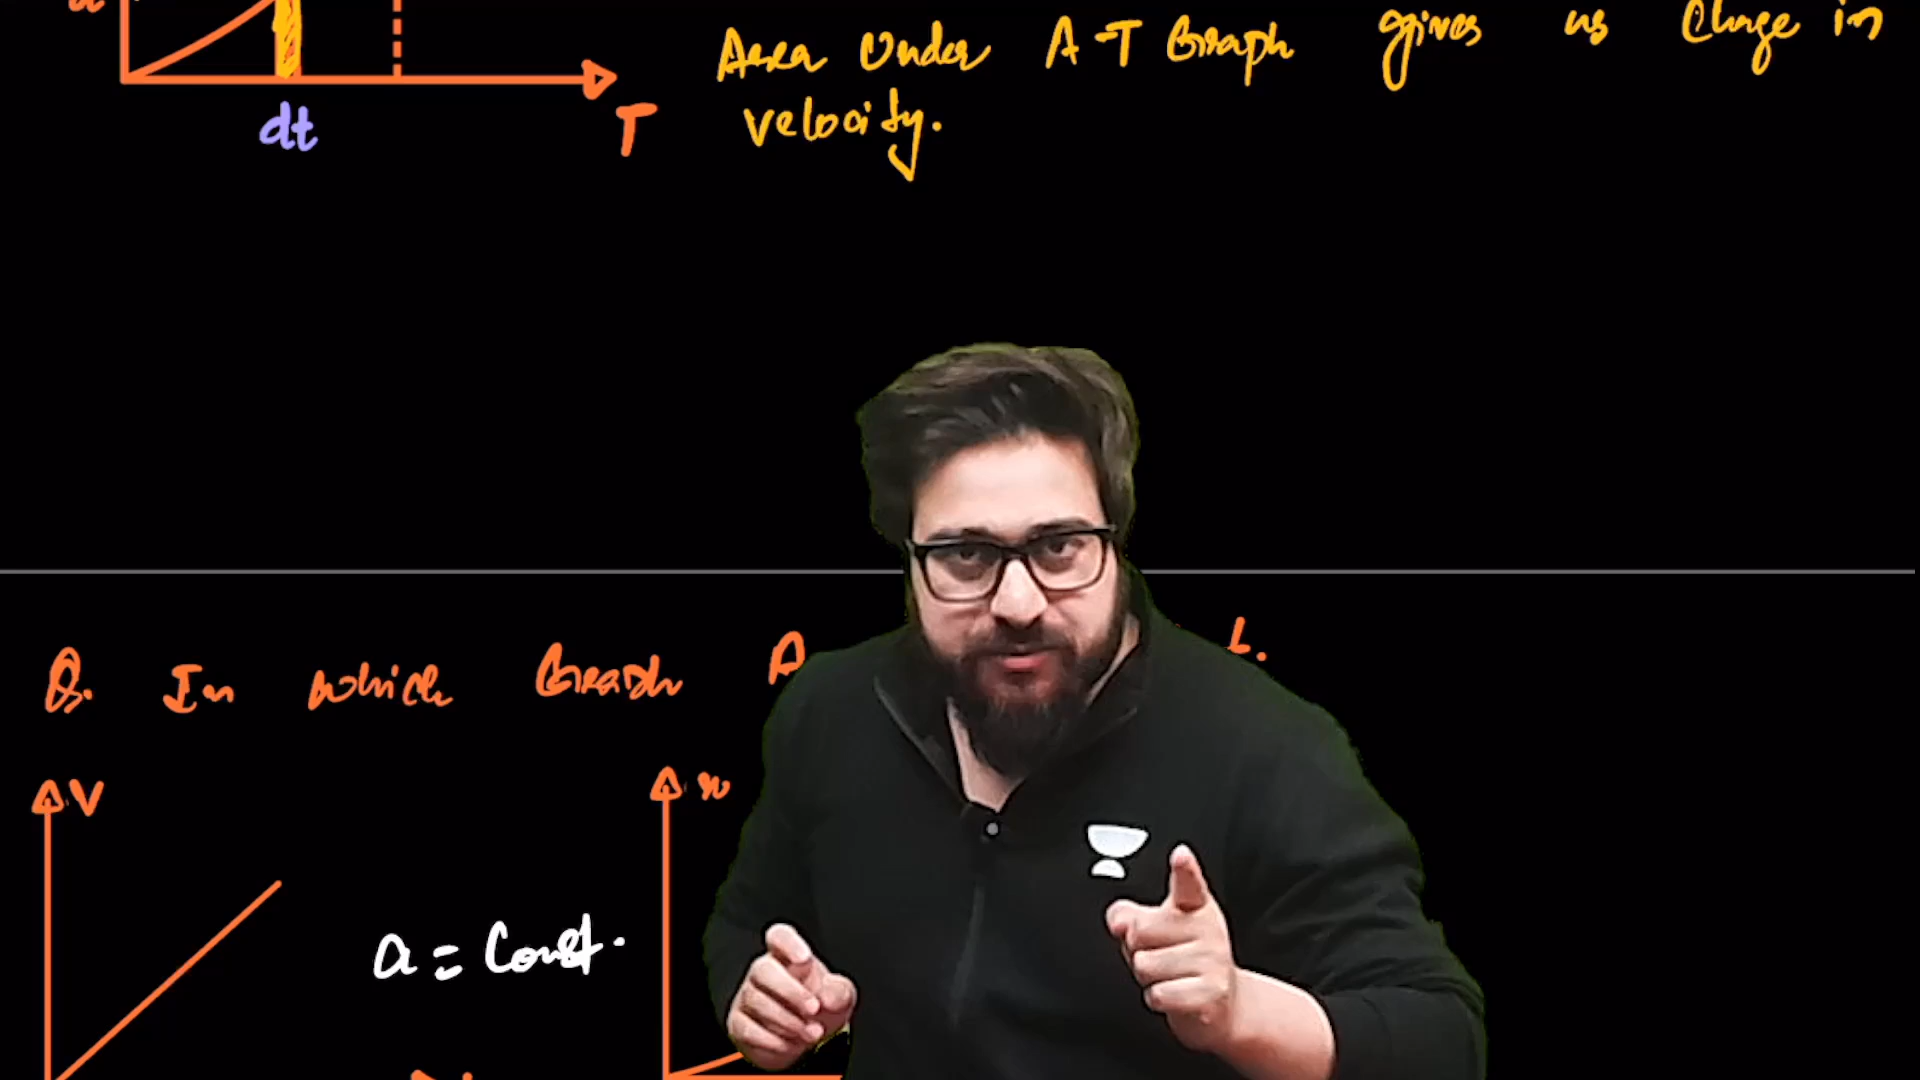 a
Area Under A-T Graph gives us Change in
velocity.
dt
T
Q. In which Graph
V
x
a = Const.